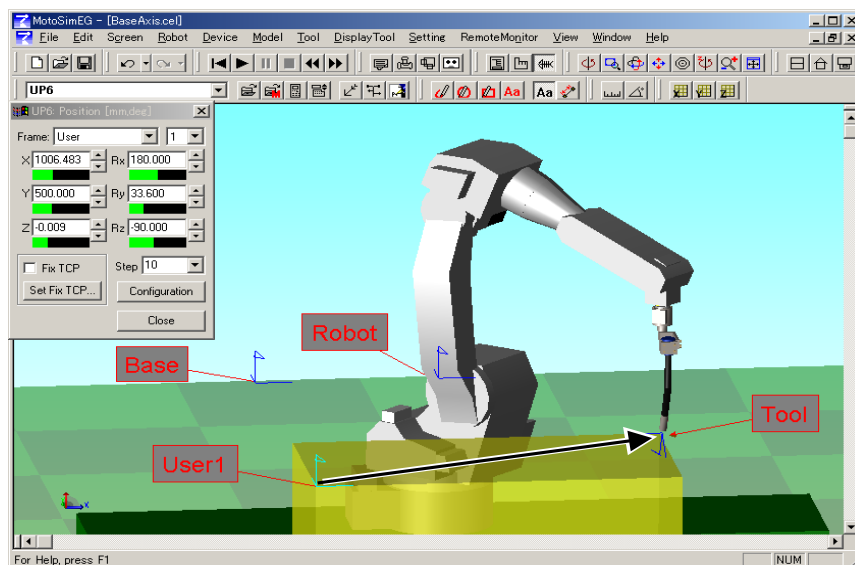 MotoSimEG - [BaseAxis.cel]
File Edit Screen Robot Device Model Tool DisplayTool Setting RemoteMonitor View Window Help
UP6
Aa Aa
X Y Z
UP6: Position [mm,deg]
Frame: User 1
X 1006.483 Rx 180.000
Y 500.000 Ry 33.600
Z -0.009 Rz -90.000
Fix TCP Step 10
Set Fix TCP... Configuration
Close
Robot
Base
Tool
User1
x
For Help, press F1
NUM